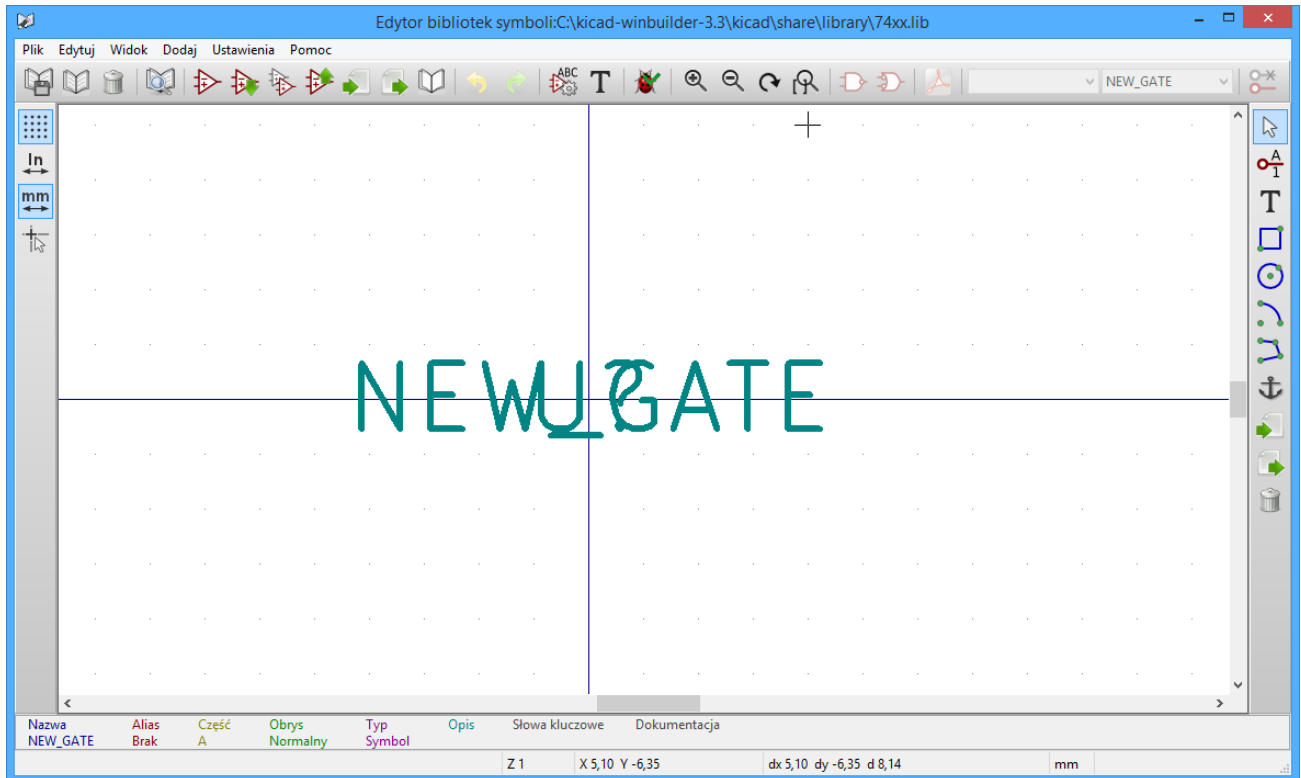 Edytor bibliotek symboli:C:\kicad-winbuilder-3.3\kicad\share\library\74xx.lib
Plik Edytuj Widok Dodaj Ustawienia Pomoc
ABC T NEW_GATE
In
mm
A
1
T
NEW_GATE
U?
Nazwa Alias Część Obrys Typ Opis Słowa kluczowe Dokumentacja
NEW_GATE Brak A Normalny Symbol
Z 1 X 5,10 Y -6,35 dx 5,10 dy -6,35 d 8,14 mm